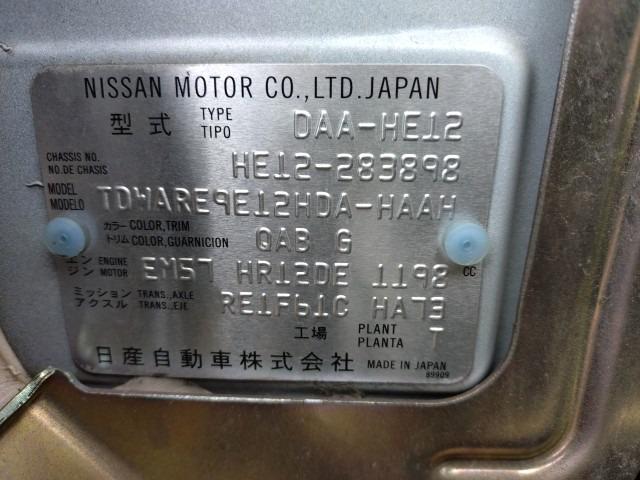 NISSAN MOTOR CO., LTD. JAPAN
型式 TYPE TIPO DAA-HE12
CHASSIS NO. NO. DE CHASIS HE12-283898
MODEL MODELO TDWARE9E12HDA-HAAH
カラー COLOR, TRIM トリム COLOR, GUARNICION QAB G
エンジン ENGINE MOTOR EM57 HR12DE 1198 CC
ミッション TRANS., AXLE アクスル TRANS., EJE RE1F61C HA73
工場 PLANT PLANTA T
日産自動車株式会社 MADE IN JAPAN
89909